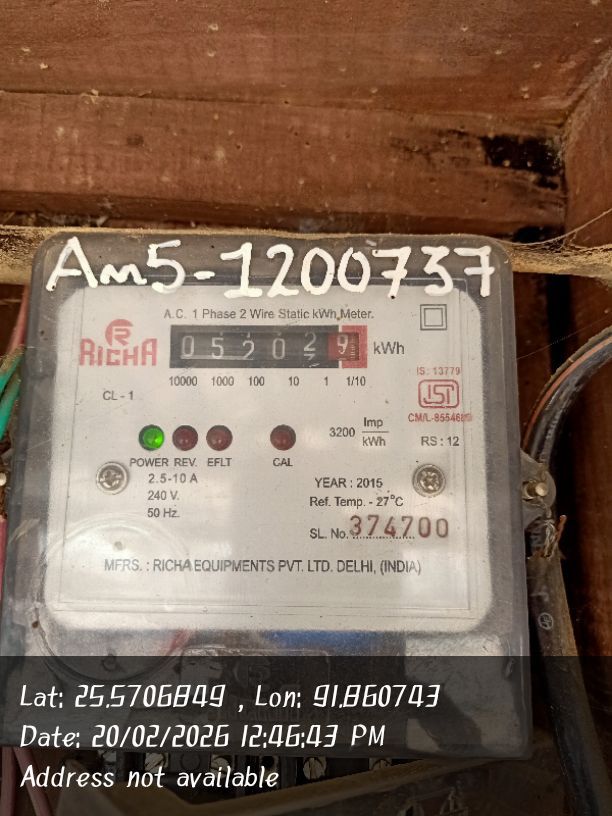 Am5-1200737
A.C. 1 Phase 2 Wire Static kWh Meter.
RICHA
052029 kWh
10000 1000 100 10 1 1/10
CL - 1
IS : 13779
ISI
RS : 12
3200 Imp/kWh
POWER REV. EFLT CAL
2.5-10 A
240 V.
50 Hz.
YEAR : 2015
Ref. Temp. - 27°C
SL. No. 374700
MFRS. : RICHA EQUIPMENTS PVT. LTD. DELHI, (INDIA)
Lat: 25.5706849 , Lon: 91.860743
Date: 20/02/2026 12:46:43 PM
Address not available